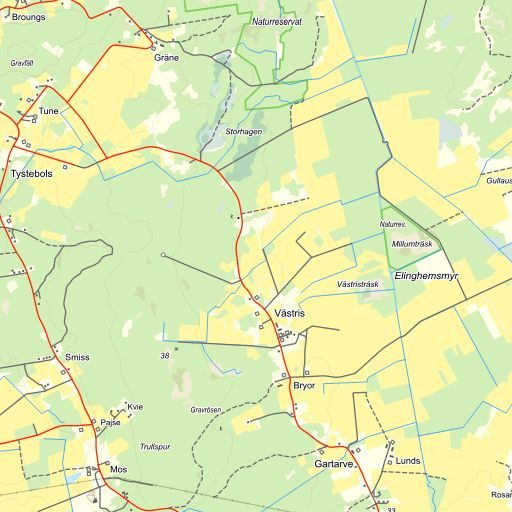 Broungs
Naturreservat
Gräne
Gravfält
Tune
Storhagen
Tystebols
Gullaus
Naturres.
Millumträsk
Elinghemsmyr
Västristräsk
Västris
Smiss
38
Bryor
Kvie
Gravrösen
Pajse
Trullspur
Mos
Gartarve
Lunds
Rosar
33